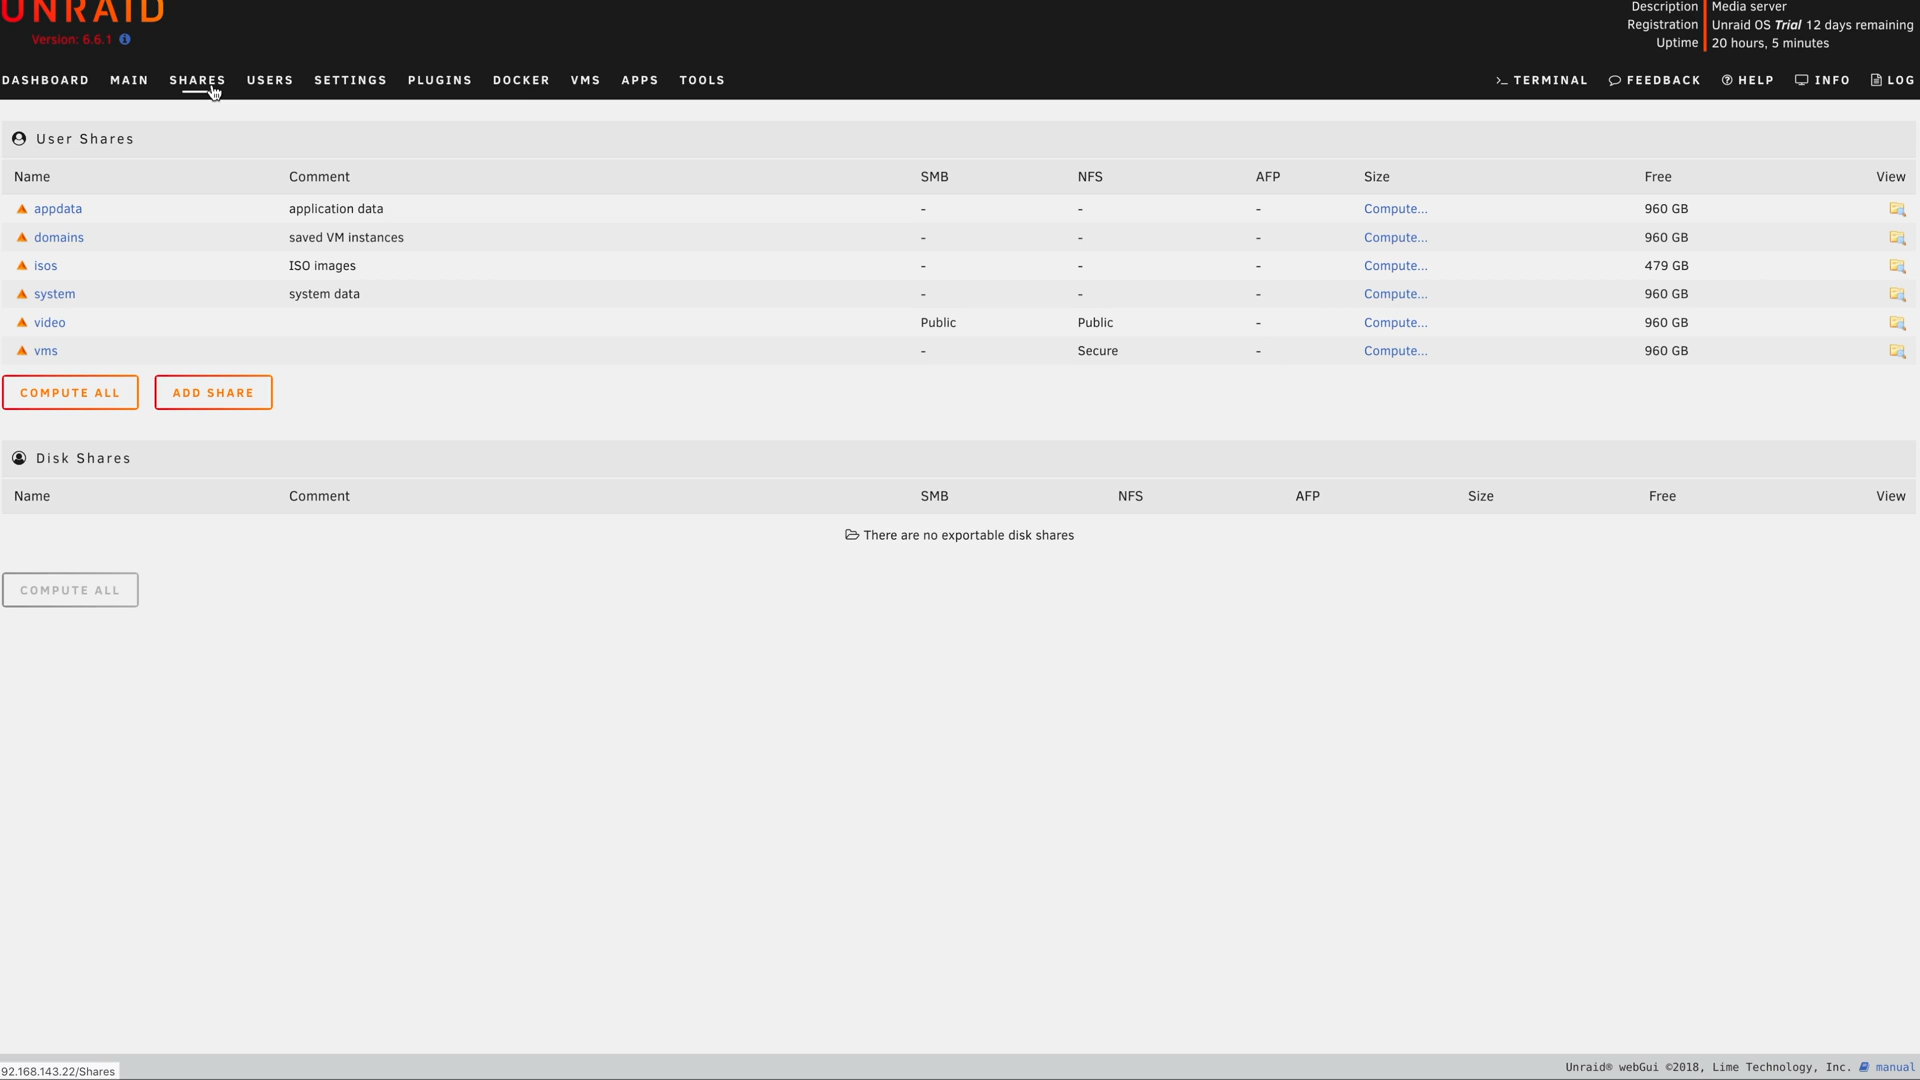 UNRAID
Version: 6.6.1
Description Media server
Registration Unraid OS Trial 12 days remaining
Uptime 20 hours, 5 minutes
DASHBOARD MAIN SHARES USERS SETTINGS PLUGINS DOCKER VMS APPS TOOLS >_ TERMINAL FEEDBACK HELP INFO LOG
User Shares
Name Comment SMB NFS AFP Size Free View
appdata application data - - - Compute... 960 GB
domains saved VM instances - - - Compute... 960 GB
isos ISO images - - - Compute... 479 GB
system system data - - - Compute... 960 GB
video Public Public - Compute... 960 GB
vms - Secure - Compute... 960 GB
COMPUTE ALL ADD SHARE
Disk Shares
Name Comment SMB NFS AFP Size Free View
There are no exportable disk shares
COMPUTE ALL
92.168.143.22/Shares
Unraid® webGui ©2018, Lime Technology, Inc. manual